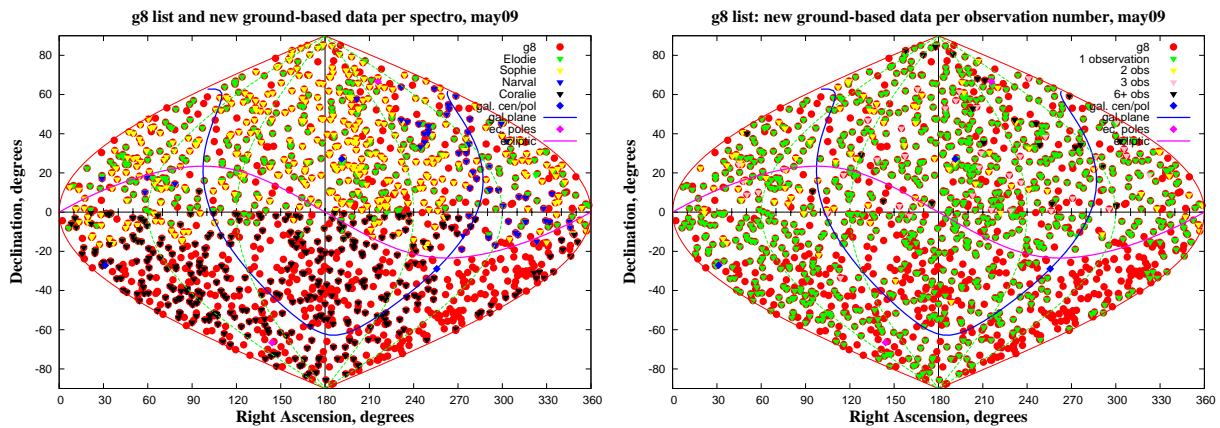 g8 list and new ground-based data per spectro, may09
g8
Elodie
Sophie
Narval
Coralie
gal. cen/pol
gal.plane
ec. poles
ecliptic
80
60
40
20
0
-20
-40
-60
-80
Declination, degrees
0 30 60 90 120 150 180 210 240 270 300 330 360
Right Ascension, degrees
g8 list: new ground-based data per observation number, may09
g8
1 observation
2 obs
3 obs
6+ obs
gal. cen/pol
gal.plane
ec. poles
ecliptic
80
60
40
20
0
-20
-40
-60
-80
Declination, degrees
0 30 60 90 120 150 180 210 240 270 300 330 360
Right Ascension, degrees